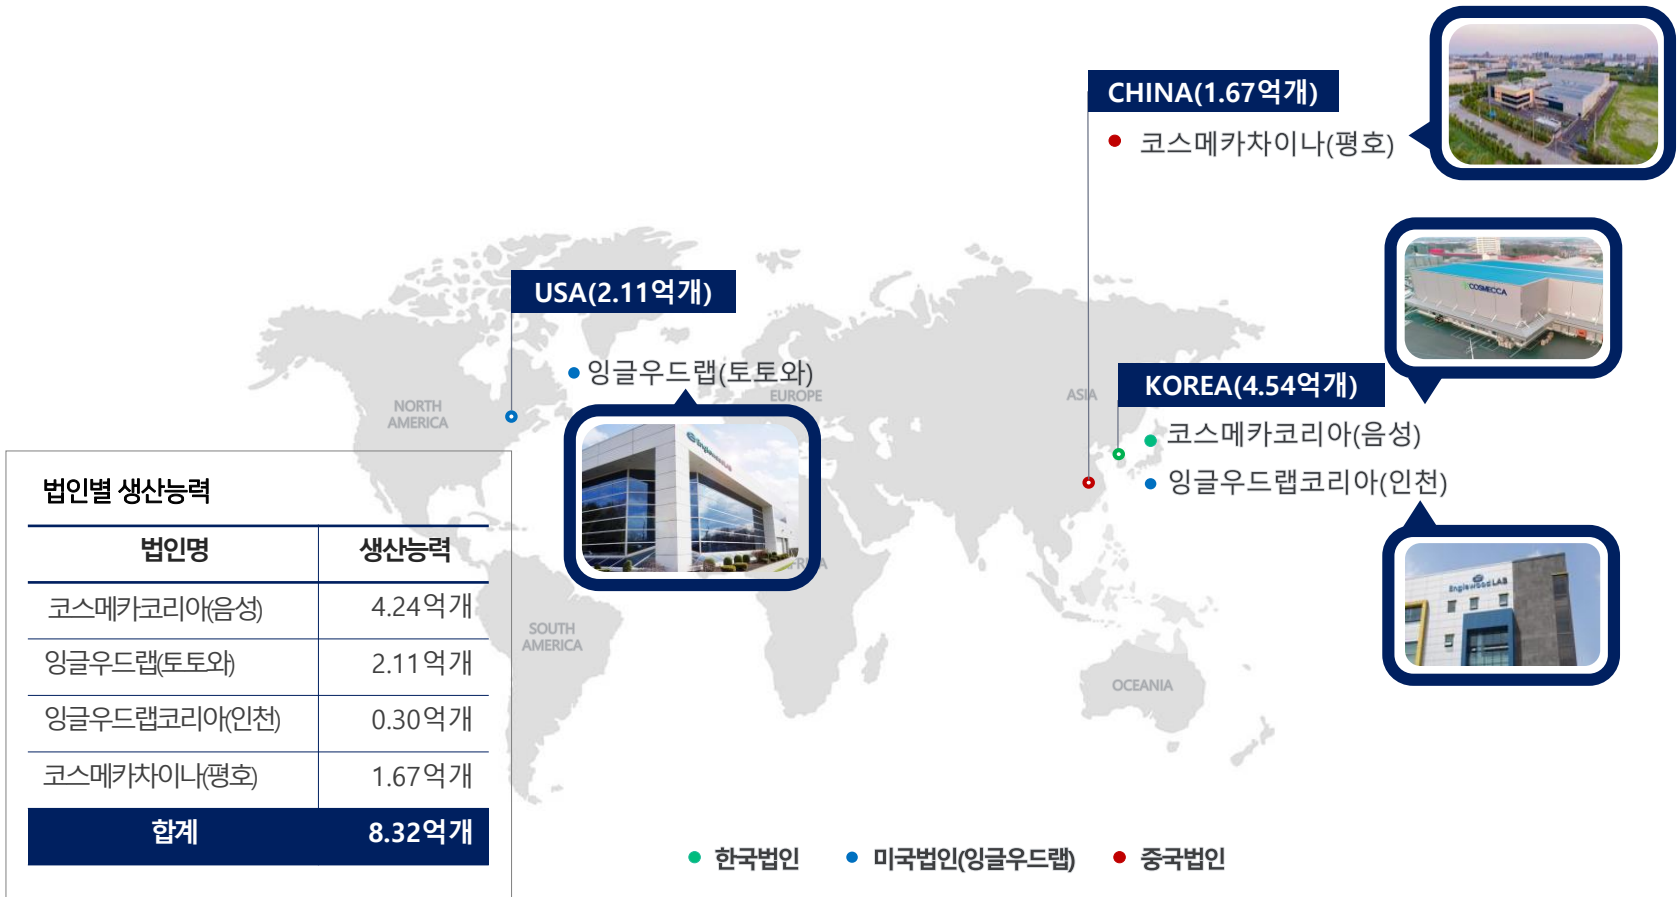 CHINA(1.67억개)
코스메카차이나(평호)
COSMECCA
USA(2.11억개)
잉글우드랩(토토와)
EUROPE
ASIA
KOREA(4.54억개)
NORTH
AMERICA
코스메카코리아(음성)
잉글우드랩코리아(인천)
EnglewoodLAB
EnglewoodLAB
법인별 생산능력
법인명 생산능력
코스메카코리아(음성) 4.24억개
잉글우드랩(토토와) 2.11억개
잉글우드랩코리아(인천) 0.30억개
코스메카차이나(평호) 1.67억개
합계 8.32억개
SOUTH
AMERICA
OCEANIA
한국법인 미국법인(잉글우드랩) 중국법인